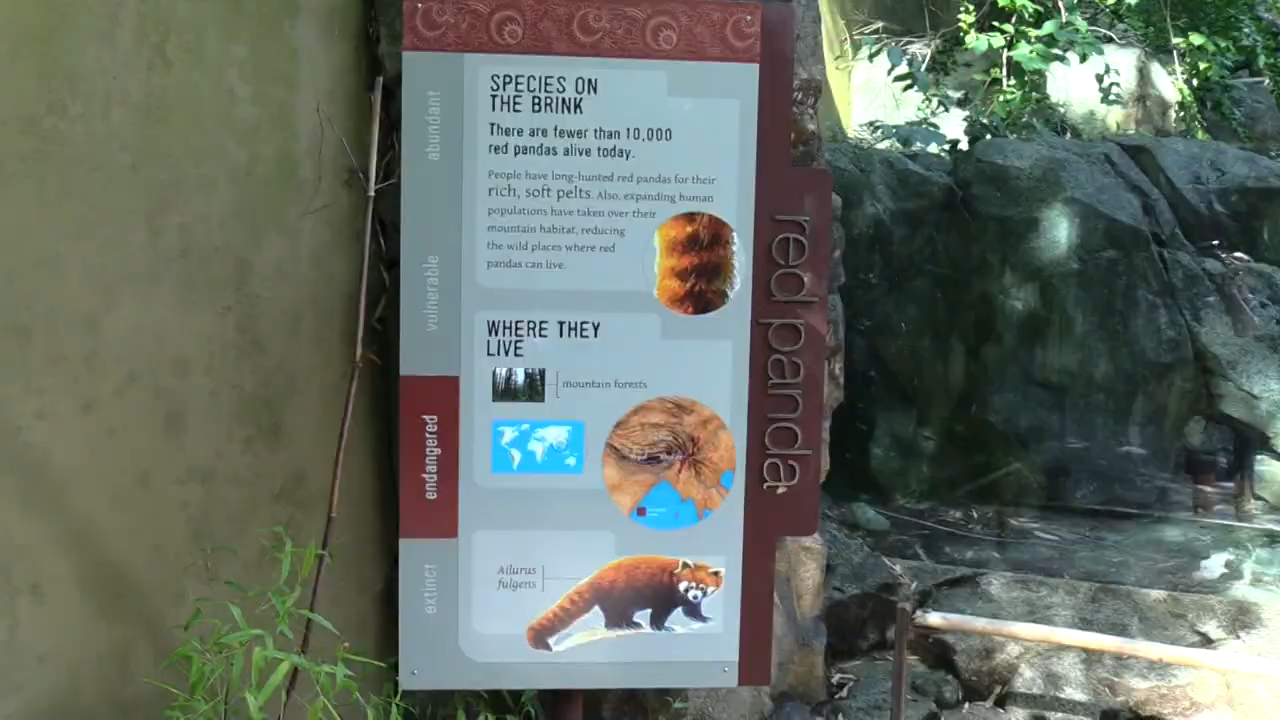 SPECIES ON
THE BRINK
There are fewer than 10,000
red pandas alive today.
People have long-hunted red pandas for their
rich, soft pelts. Also, expanding human
populations have taken over their
mountain habitat, reducing
the wild places where red
pandas can live.
WHERE THEY
LIVE
mountain forests
Ailurus
fulgens
abundant
vulnerable
endangered
extinct
red panda